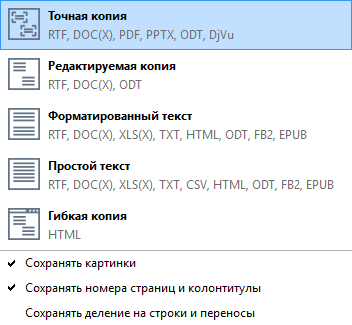 Точная копия
RTF, DOC(X), PDF, PPTX, ODT, DjVu
Редактируемая копия
RTF, DOC(X), ODT
Форматированный текст
RTF, DOC(X), XLS(X), TXT, HTML, ODT, FB2, EPUB
Простой текст
RTF, DOC(X), XLS(X), TXT, CSV, HTML, ODT, FB2, EPUB
Гибкая копия
HTML
Сохранять картинки
Сохранять номера страниц и колонтитулы
Сохранять деление на строки и переносы